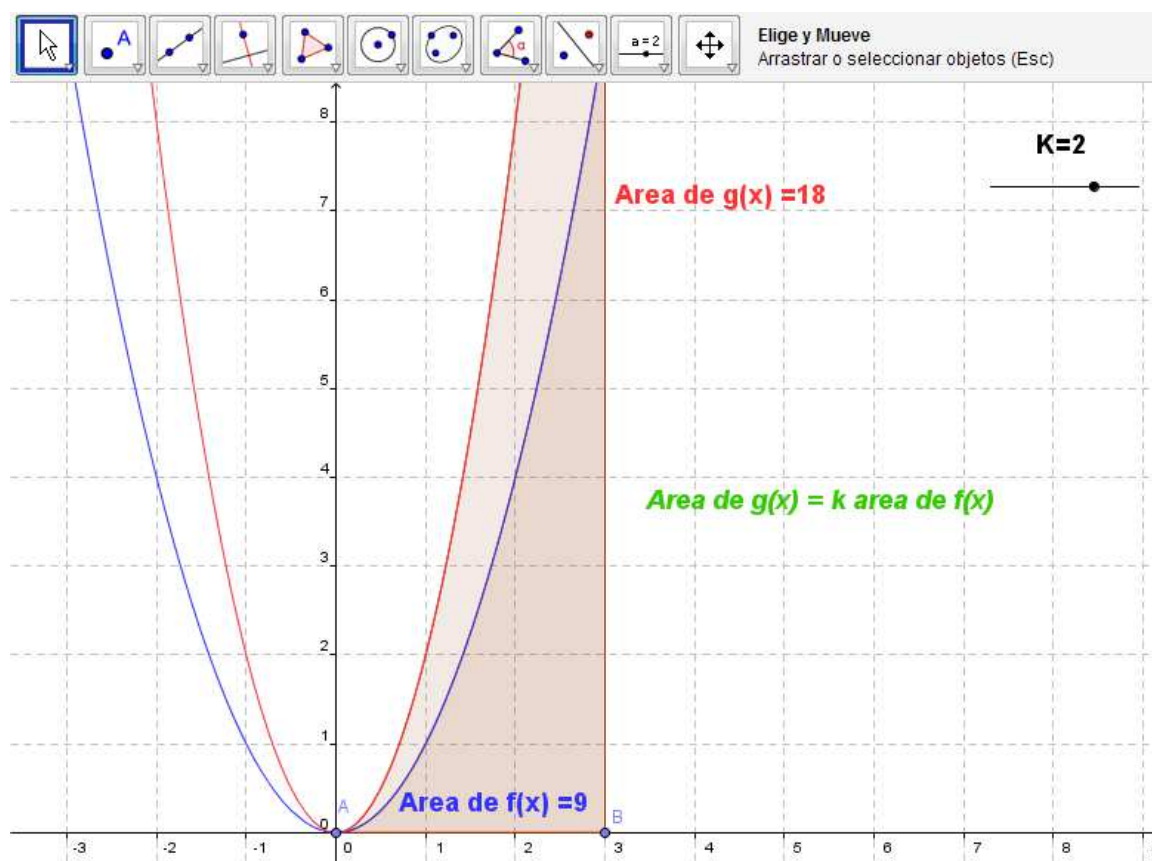 A
α
a = 2
Elige y Mueve
Arrastrar o seleccionar objetos (Esc)
8
K=2
7
Area de g(x) =18
6
5
4
Area de g(x) = k area de f(x)
3
2
1
Area de f(x) =9
0
A
B
-3 -2 -1 0 1 2 3 4 5 6 7 8